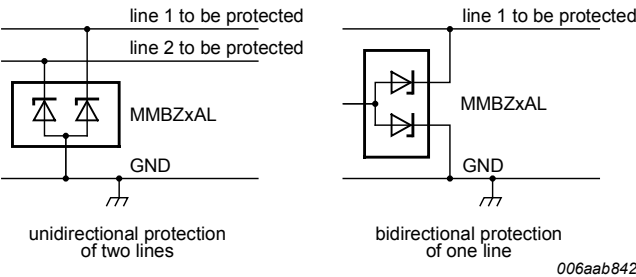 line 1 to be protected
line 2 to be protected
MMBZxAL
GND
unidirectional protection
of two lines
line 1 to be protected
MMBZxAL
GND
bidirectional protection
of one line
006aab842